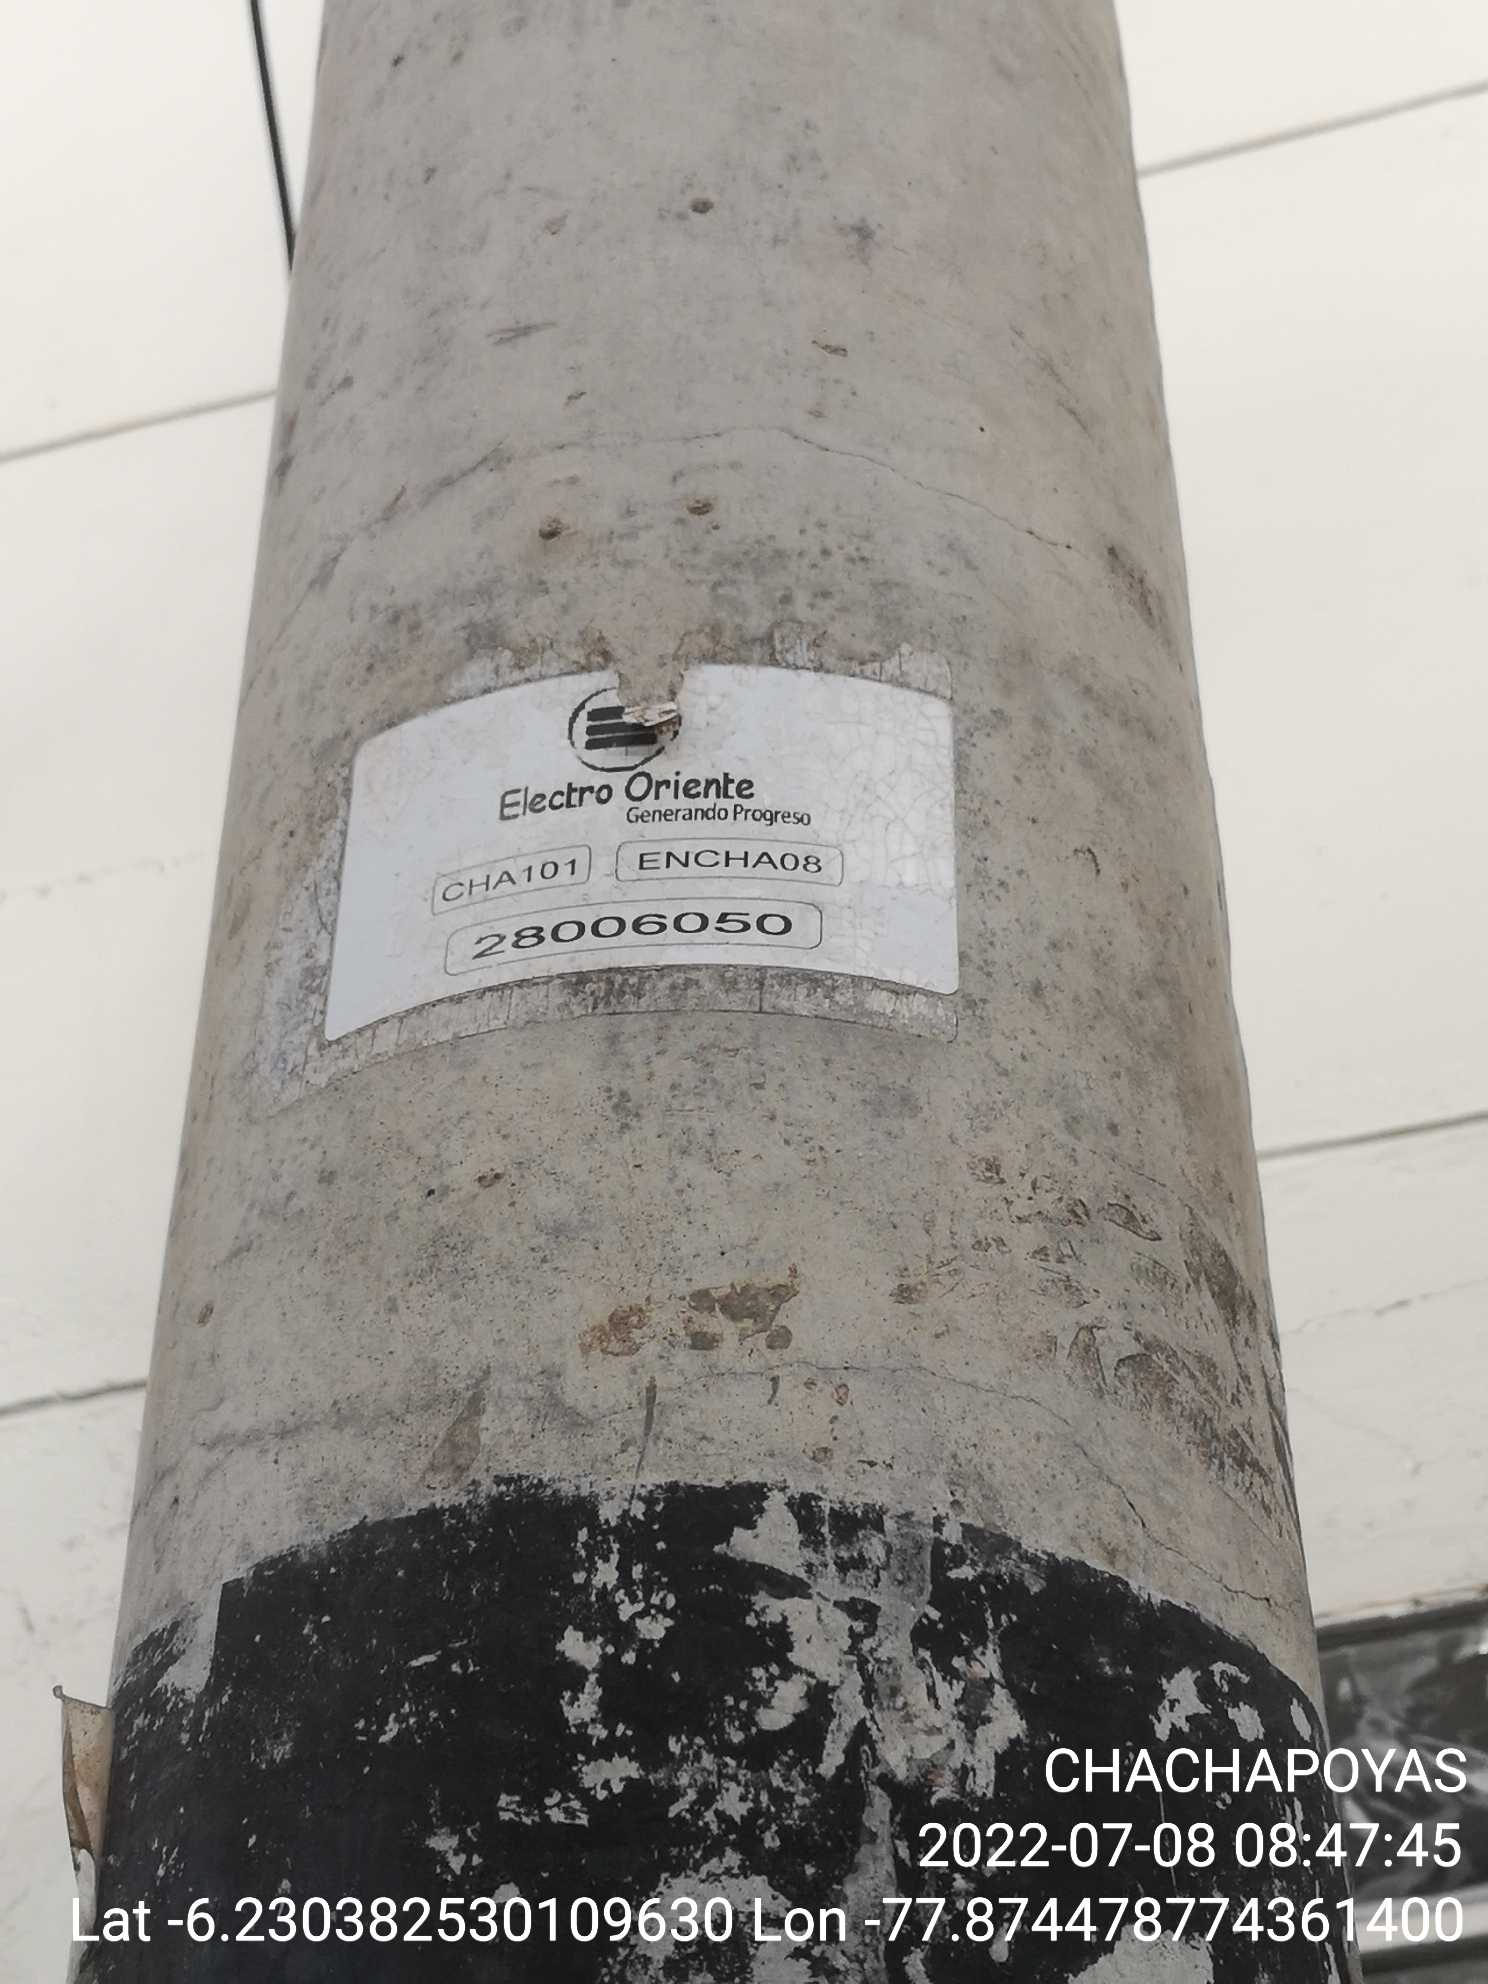 Electro Oriente
Generando Progreso
CHA101 ENCHA08
28006050
CHACHAPOYAS
2022-07-08 08:47:45
Lat -6.230382530109630 Lon -77.874478774361400